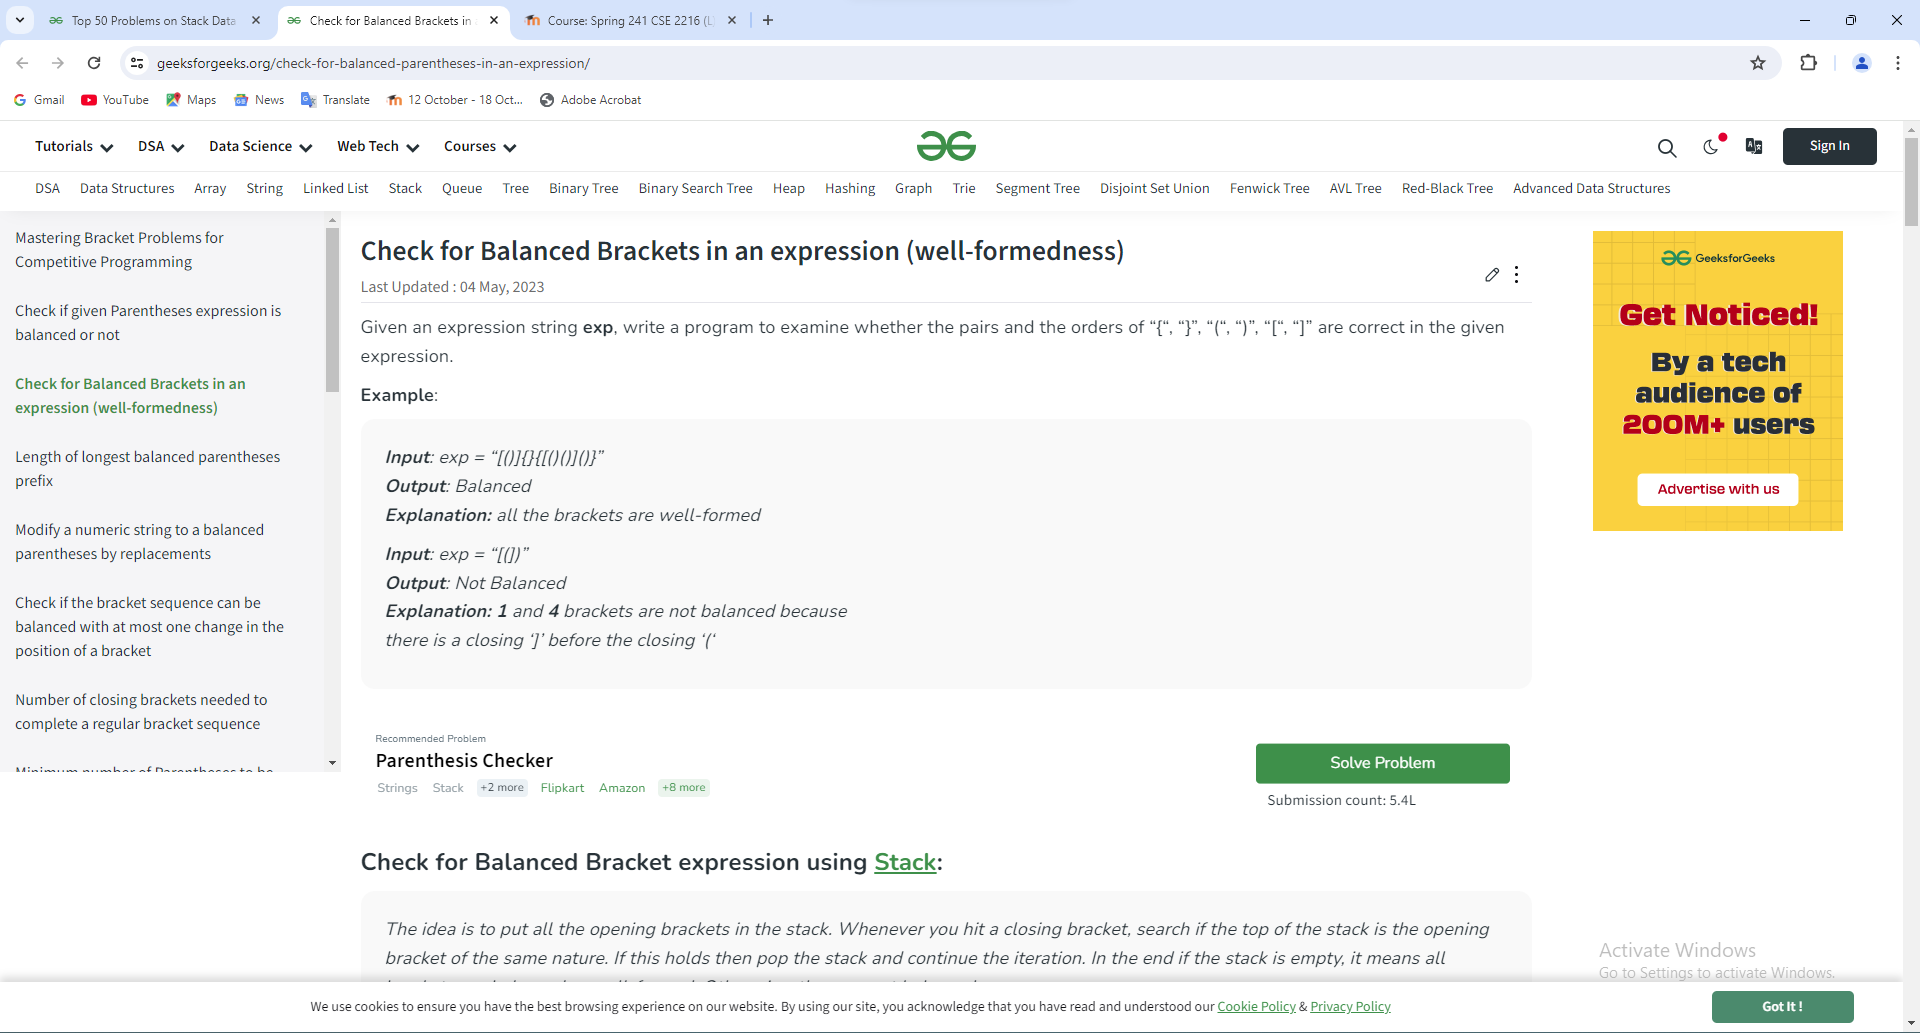 Top 50 Problems on Stack Data
Check for Balanced Brackets in
Course: Spring 241 CSE 2216 (L
geeksforgeeks.org/check-for-balanced-parentheses-in-an-expression/
Gmail YouTube Maps News Translate 12 October - 18 Oct... Adobe Acrobat
Tutorials DSA Data Science Web Tech Courses
Sign In
DSA Data Structures Array String Linked List Stack Queue Tree Binary Tree Binary Search Tree Heap Hashing Graph Trie Segment Tree Disjoint Set Union Fenwick Tree AVL Tree Red-Black Tree Advanced Data Structures
Mastering Bracket Problems for
Competitive Programming
Check if given Parentheses expression is
balanced or not
Check for Balanced Brackets in an
expression (well-formedness)
Length of longest balanced parentheses
prefix
Modify a numeric string to a balanced
parentheses by replacements
Check if the bracket sequence can be
balanced with at most one change in the
position of a bracket
Number of closing brackets needed to
complete a regular bracket sequence
Minimum number of Parentheses to be
Check for Balanced Brackets in an expression (well-formedness)
Last Updated : 04 May, 2023
Given an expression string exp, write a program to examine whether the pairs and the orders of “{“, “}”, “(“, “)”, “[“, “]” are correct in the given
expression.
Example:
Input: exp = “[()]{}{[()()]()}”
Output: Balanced
Explanation: all the brackets are well-formed
Input: exp = “[(])”
Output: Not Balanced
Explanation: 1 and 4 brackets are not balanced because
there is a closing ‘]’ before the closing ‘(‘
Recommended Problem
Parenthesis Checker
Strings Stack +2 more Flipkart Amazon +8 more
Solve Problem
Submission count: 5.4L
Check for Balanced Bracket expression using Stack:
The idea is to put all the opening brackets in the stack. Whenever you hit a closing bracket, search if the top of the stack is the opening
bracket of the same nature. If this holds then pop the stack and continue the iteration. In the end if the stack is empty, it means all
GeeksforGeeks
Get Noticed!
By a tech
audience of
200M+ users
Advertise with us
Activate Windows
Go to Settings to activate Windows.
We use cookies to ensure you have the best browsing experience on our website. By using our site, you acknowledge that you have read and understood our Cookie Policy & Privacy Policy
Got It !